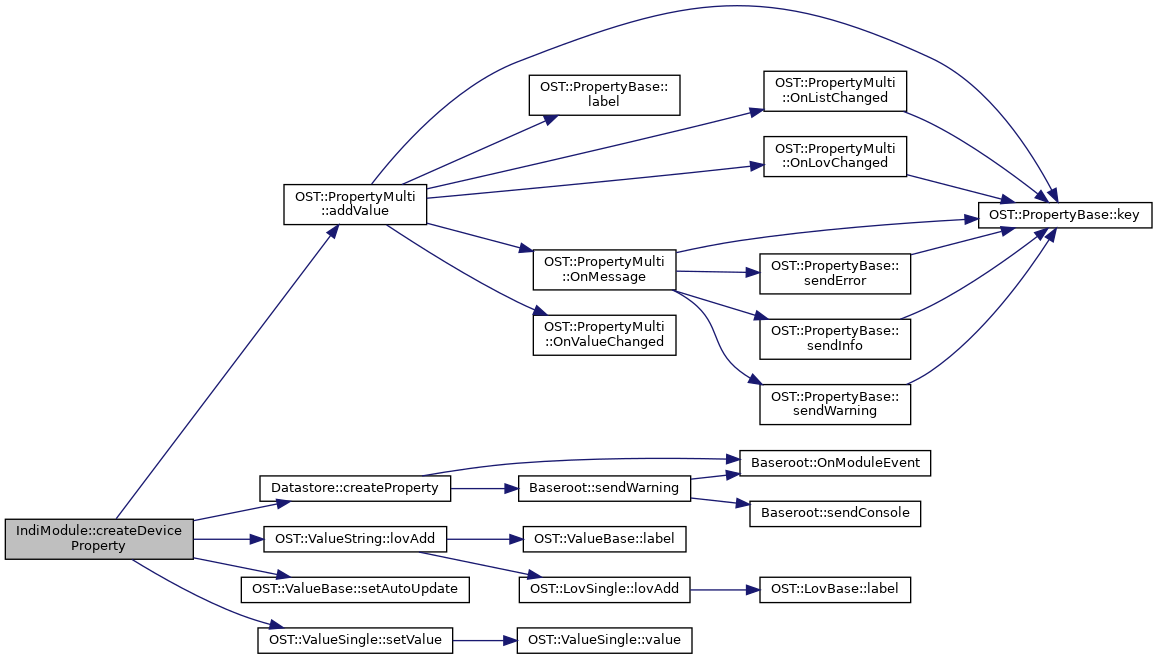 OST::PropertyBase::
label
OST::PropertyMulti
::OnListChanged
OST::PropertyMulti
::OnLovChanged
OST::PropertyMulti
::addValue
OST::PropertyBase::key
OST::PropertyMulti
::OnMessage
OST::PropertyBase::
sendError
OST::PropertyMulti
::OnValueChanged
OST::PropertyBase::
sendInfo
OST::PropertyBase::
sendWarning
Baseroot::OnModuleEvent
Datastore::createProperty
Baseroot::sendWarning
Baseroot::sendConsole
IndiModule::createDevice
Property
OST::ValueString::lovAdd
OST::ValueBase::label
OST::ValueBase::setAutoUpdate
OST::LovSingle::lovAdd
OST::LovBase::label
OST::ValueSingle::setValue
OST::ValueSingle::value